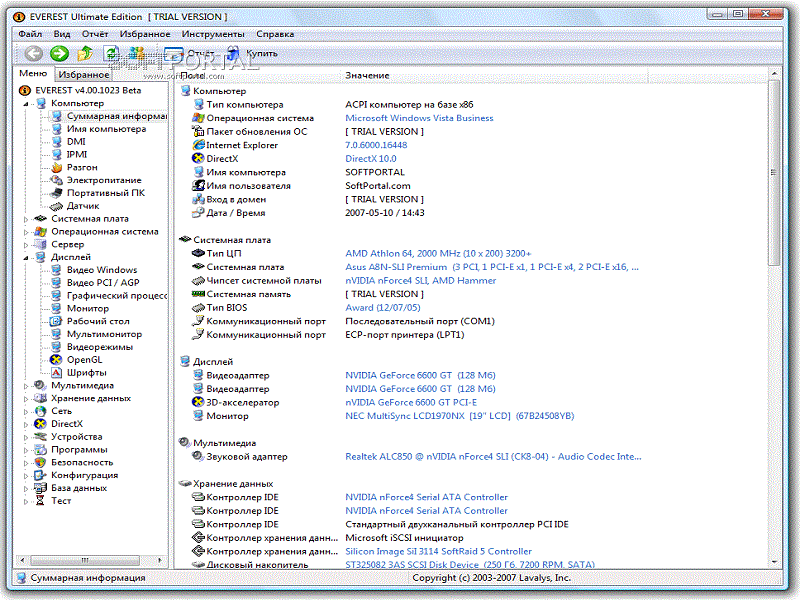 EVEREST Ultimate Edition [ TRIAL VERSION ]
Файл Вид Отчёт Избранное Инструменты Справка
Отчёт Купить
SOFTPORTAL
Меню Избранное
Поле Значение
EVEREST v4.00.1023 Beta
Компьютер
Суммарная информа
Имя компьютера
DMI
IPMI
Разгон
Электропитание
Портативный ПК
Датчик
Системная плата
Операционная система
Сервер
Дисплей
Видео Windows
Видео PCI / AGP
Графический процесс
Монитор
Рабочий стол
Мультимонитор
Видеорежимы
OpenGL
Шрифты
Мультимедиа
Хранение данных
Сеть
DirectX
Устройства
Программы
Безопасность
Конфигурация
База данных
Тест
Компьютер
Тип компьютера ACPI компьютер на базе x86
Операционная система Microsoft Windows Vista Business
Пакет обновления ОС [ TRIAL VERSION ]
Internet Explorer 7.0.6000.16448
DirectX DirectX 10.0
Имя компьютера SOFTPORTAL
Имя пользователя SoftPortal.com
Вход в домен [ TRIAL VERSION ]
Дата / Время 2007-05-10 / 14:43
Системная плата
Тип ЦП AMD Athlon 64, 2000 MHz (10 x 200) 3200+
Системная плата Asus A8N-SLI Premium (3 PCI, 1 PCI-E x1, 1 PCI-E x4, 2 PCI-E x16, ...
Чипсет системной платы nVIDIA nForce4 SLI, AMD Hammer
Системная память [ TRIAL VERSION ]
Тип BIOS Award (12/07/05)
Коммуникационный порт Последовательный порт (COM1)
Коммуникационный порт ECP-порт принтера (LPT1)
Дисплей
Видеоадаптер NVIDIA GeForce 6600 GT (128 Мб)
Видеоадаптер NVIDIA GeForce 6600 GT (128 Мб)
3D-акселератор nVIDIA GeForce 6600 GT PCI-E
Монитор NEC MultiSync LCD1970NX [19" LCD] (67B24508YB)
Мультимедиа
Звуковой адаптер Realtek ALC850 @ nVIDIA nForce4 SLI (CK8-04) - Audio Codec Inte...
Хранение данных
Контроллер IDE NVIDIA nForce4 Serial ATA Controller
Контроллер IDE NVIDIA nForce4 Serial ATA Controller
Контроллер IDE Стандартный двухканальный контроллер PCI IDE
Контроллер хранения данн... Microsoft iSCSI инициатор
Контроллер хранения данн... Silicon Image SiI 3114 SoftRaid 5 Controller
Дисковый накопитель ST325082 3AS SCSI Disk Device (250 Гб, 7200 RPM, SATA)
Суммарная информация Copyright (c) 2003-2007 Lavalys, Inc.